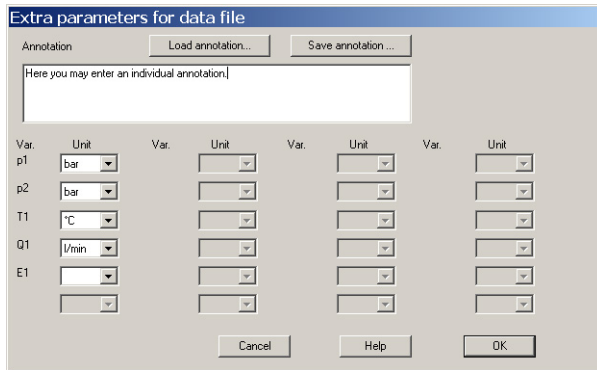 Extra parameters for data file
Annotation Load annotation... Save annotation ...
Here you may enter an individual annotation.
Var. Unit Var. Unit Var. Unit Var. Unit
p1 bar
p2 bar
T1 °C
Q1 l/min
E1
Cancel Help OK